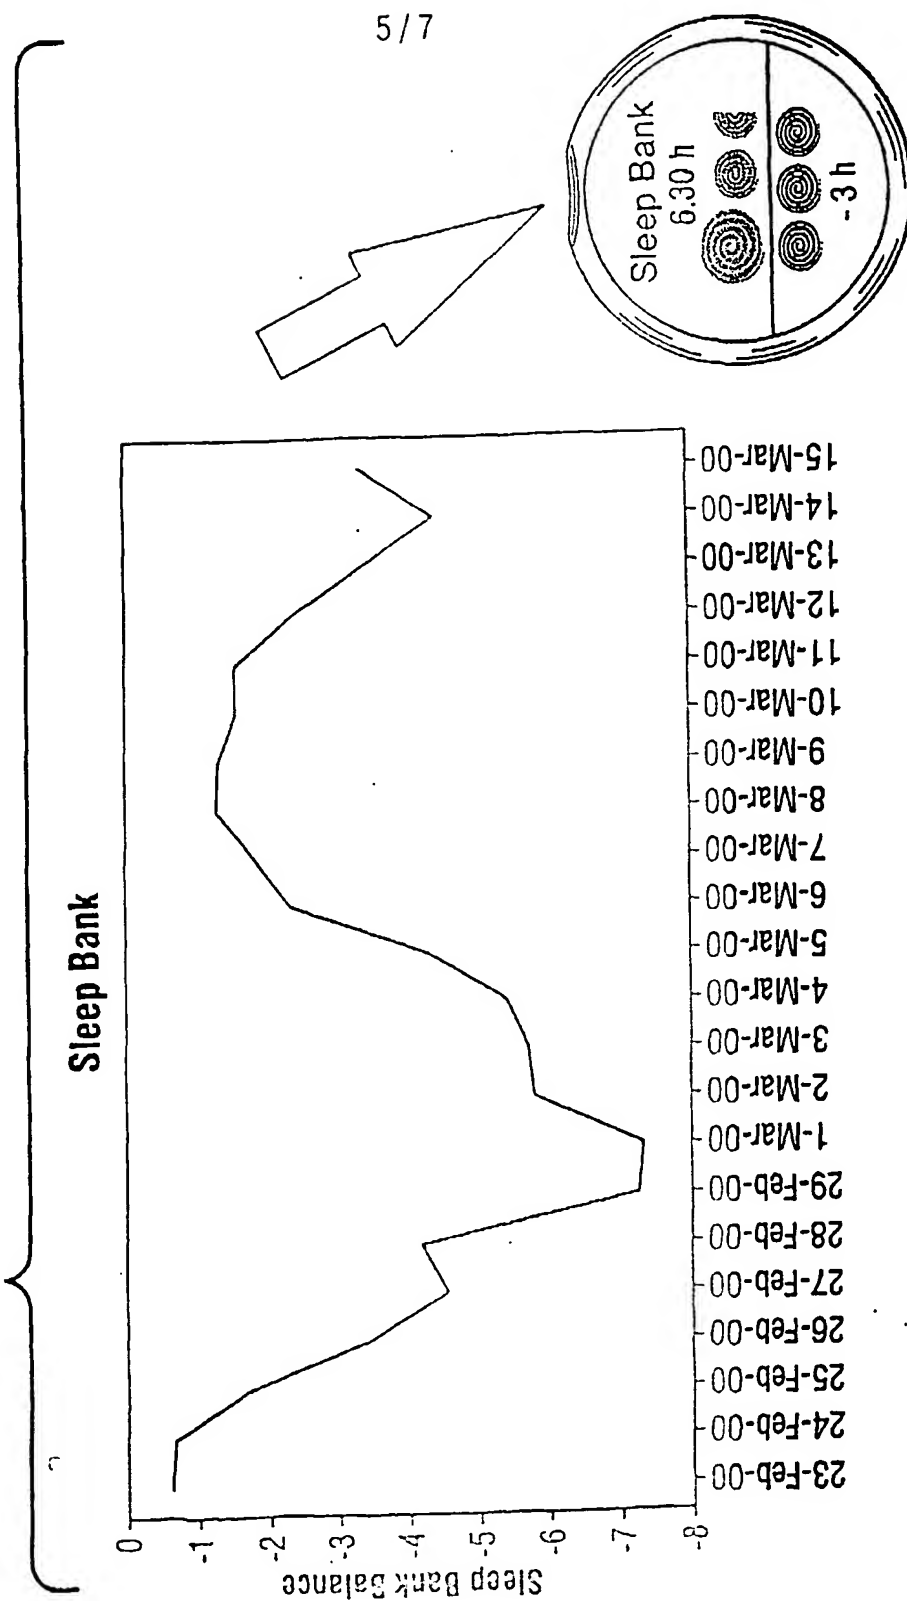 5/7
Sleep Bank
0
-1
-2
-3
-4
-5
-6
-7
-8
Sleep Bank Balance
23-Feb-00
24-Feb-00
25-Feb-00
26-Feb-00
27-Feb-00
28-Feb-00
29-Feb-00
1-Mar-00
2-Mar-00
3-Mar-00
4-Mar-00
5-Mar-00
6-Mar-00
7-Mar-00
8-Mar-00
9-Mar-00
10-Mar-00
11-Mar-00
12-Mar-00
13-Mar-00
14-Mar-00
15-Mar-00
Sleep Bank
6.30 h
-3 h